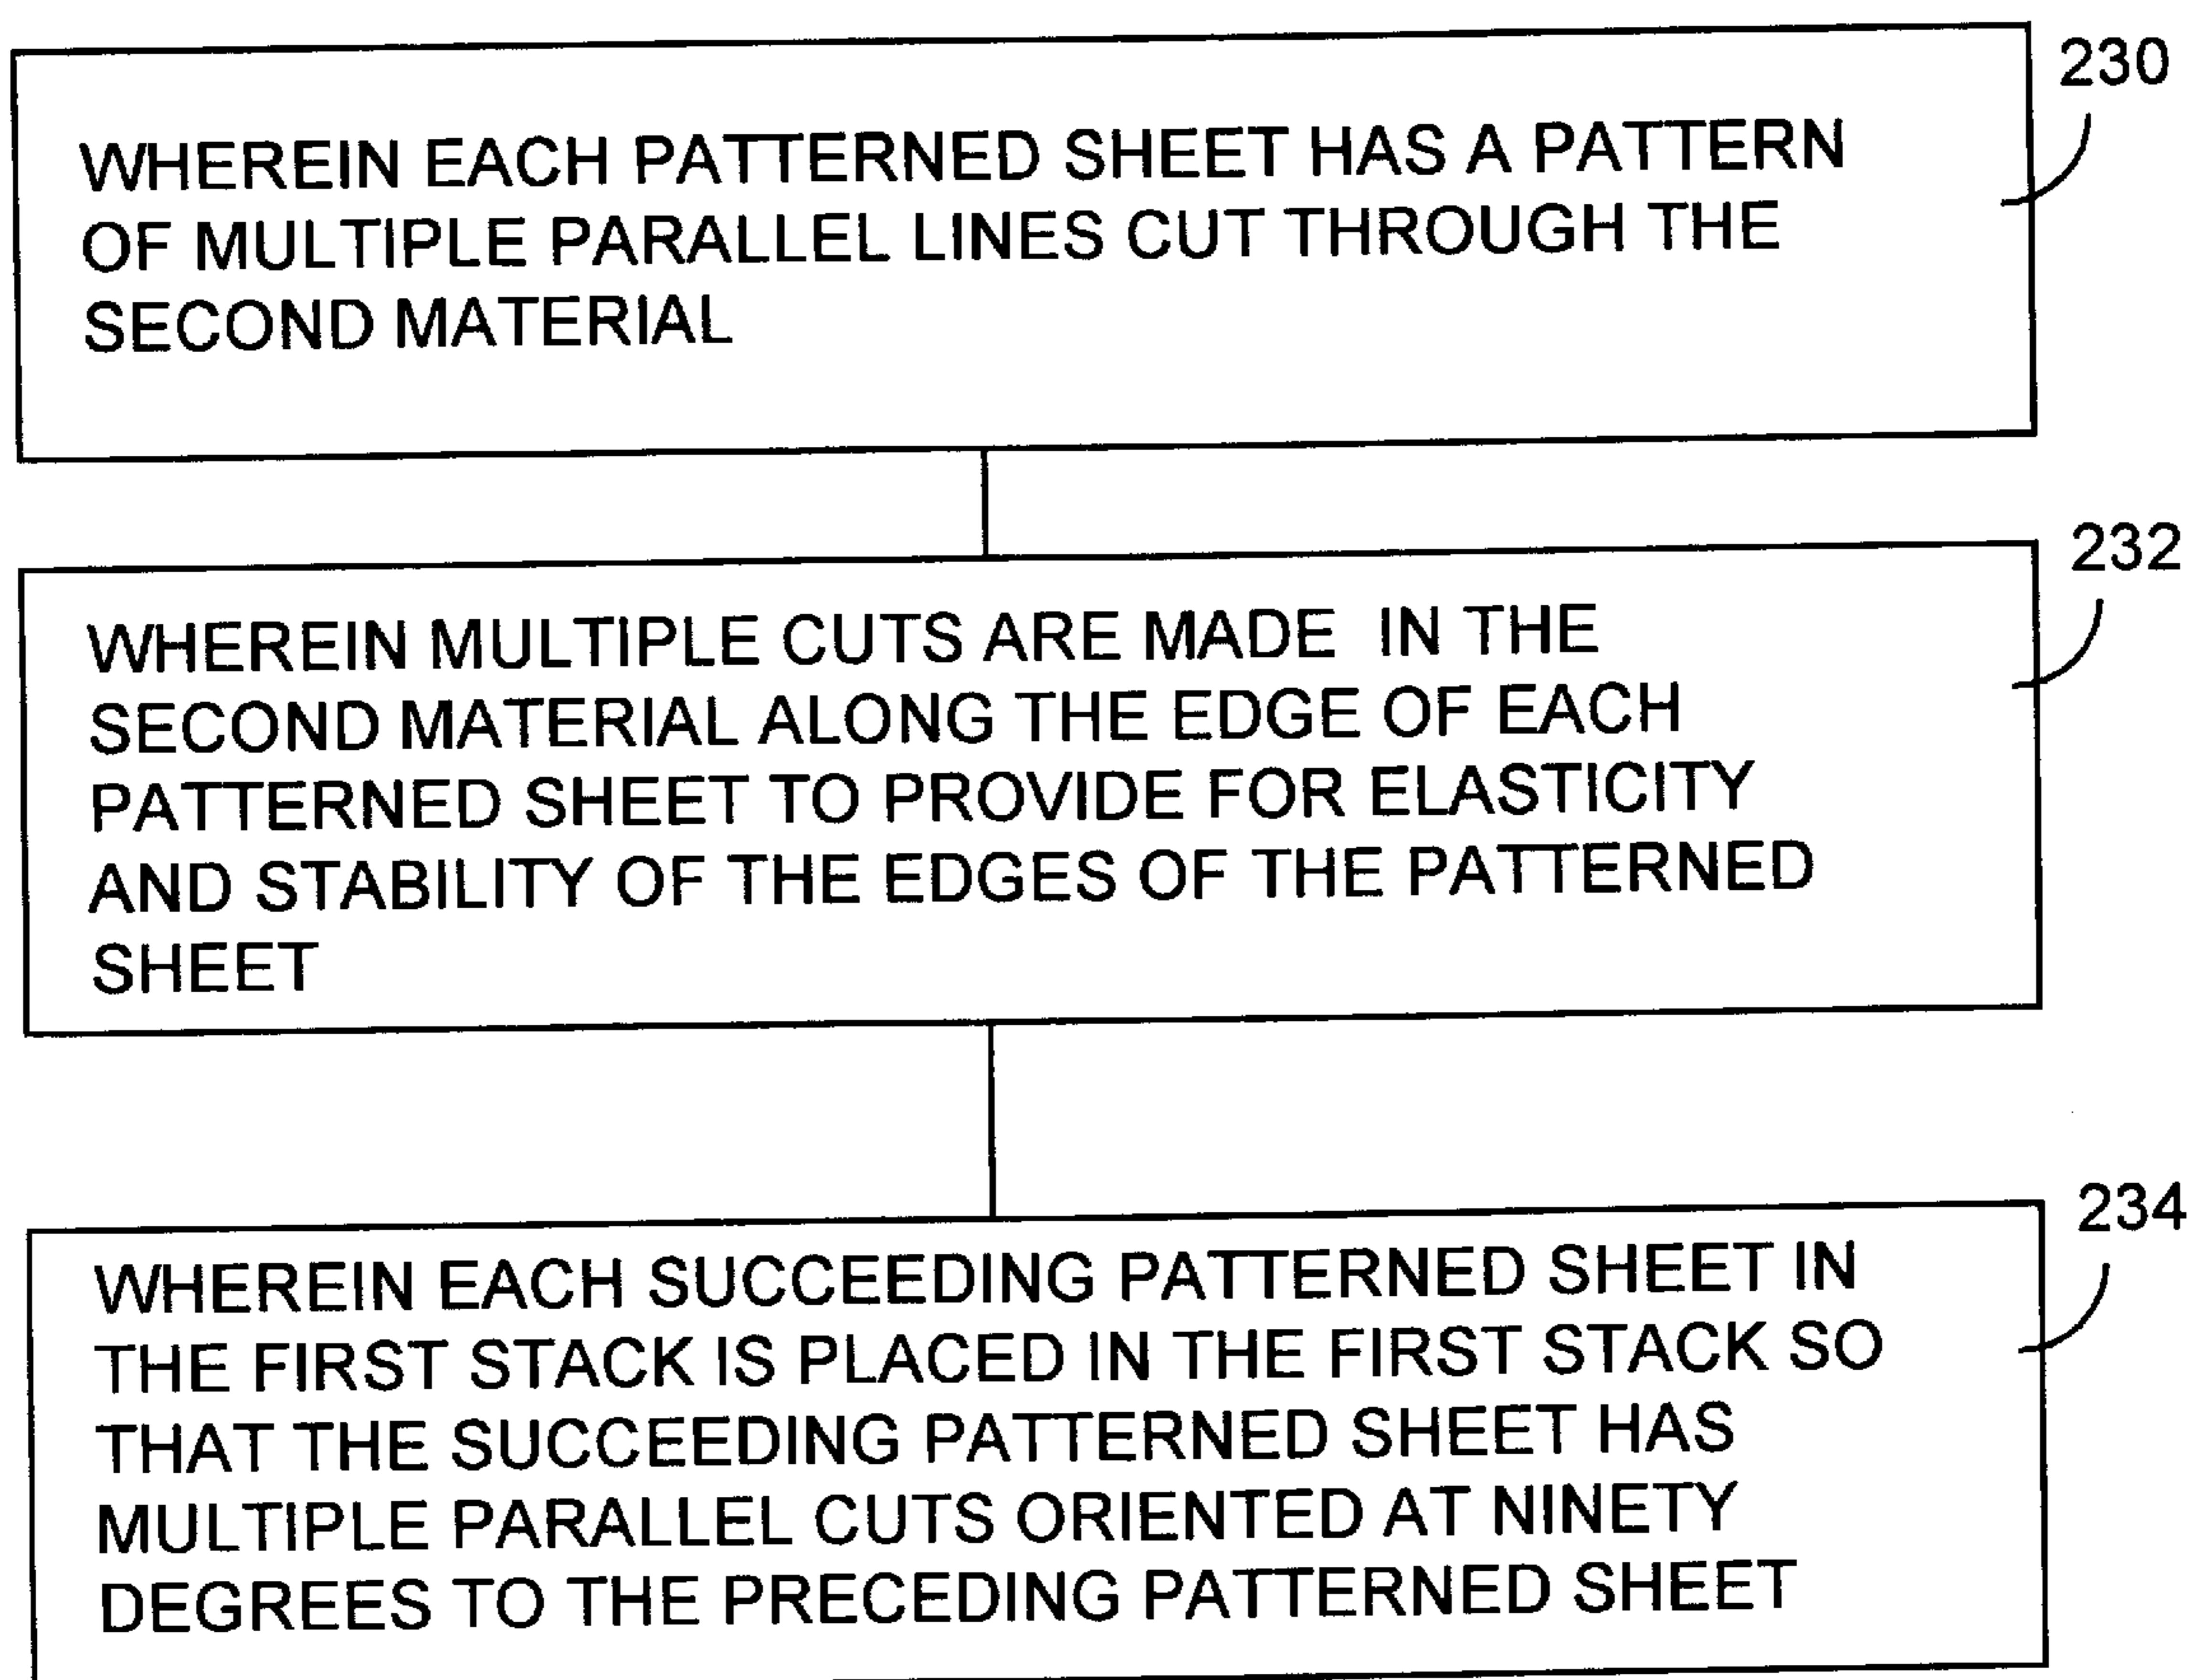 230
WHEREIN EACH PATTERNED SHEET HAS A PATTERN
OF MULTIPLE PARALLEL LINES CUT THROUGH THE
SECOND MATERIAL
232
WHEREIN MULTIPLE CUTS ARE MADE IN THE
SECOND MATERIAL ALONG THE EDGE OF EACH
PATTERNED SHEET TO PROVIDE FOR ELASTICITY
AND STABILITY OF THE EDGES OF THE PATTERNED
SHEET
234
WHEREIN EACH SUCCEEDING PATTERNED SHEET IN
THE FIRST STACK IS PLACED IN THE FIRST STACK SO
THAT THE SUCCEEDING PATTERNED SHEET HAS
MULTIPLE PARALLEL CUTS ORIENTED AT NINETY
DEGREES TO THE PRECEDING PATTERNED SHEET